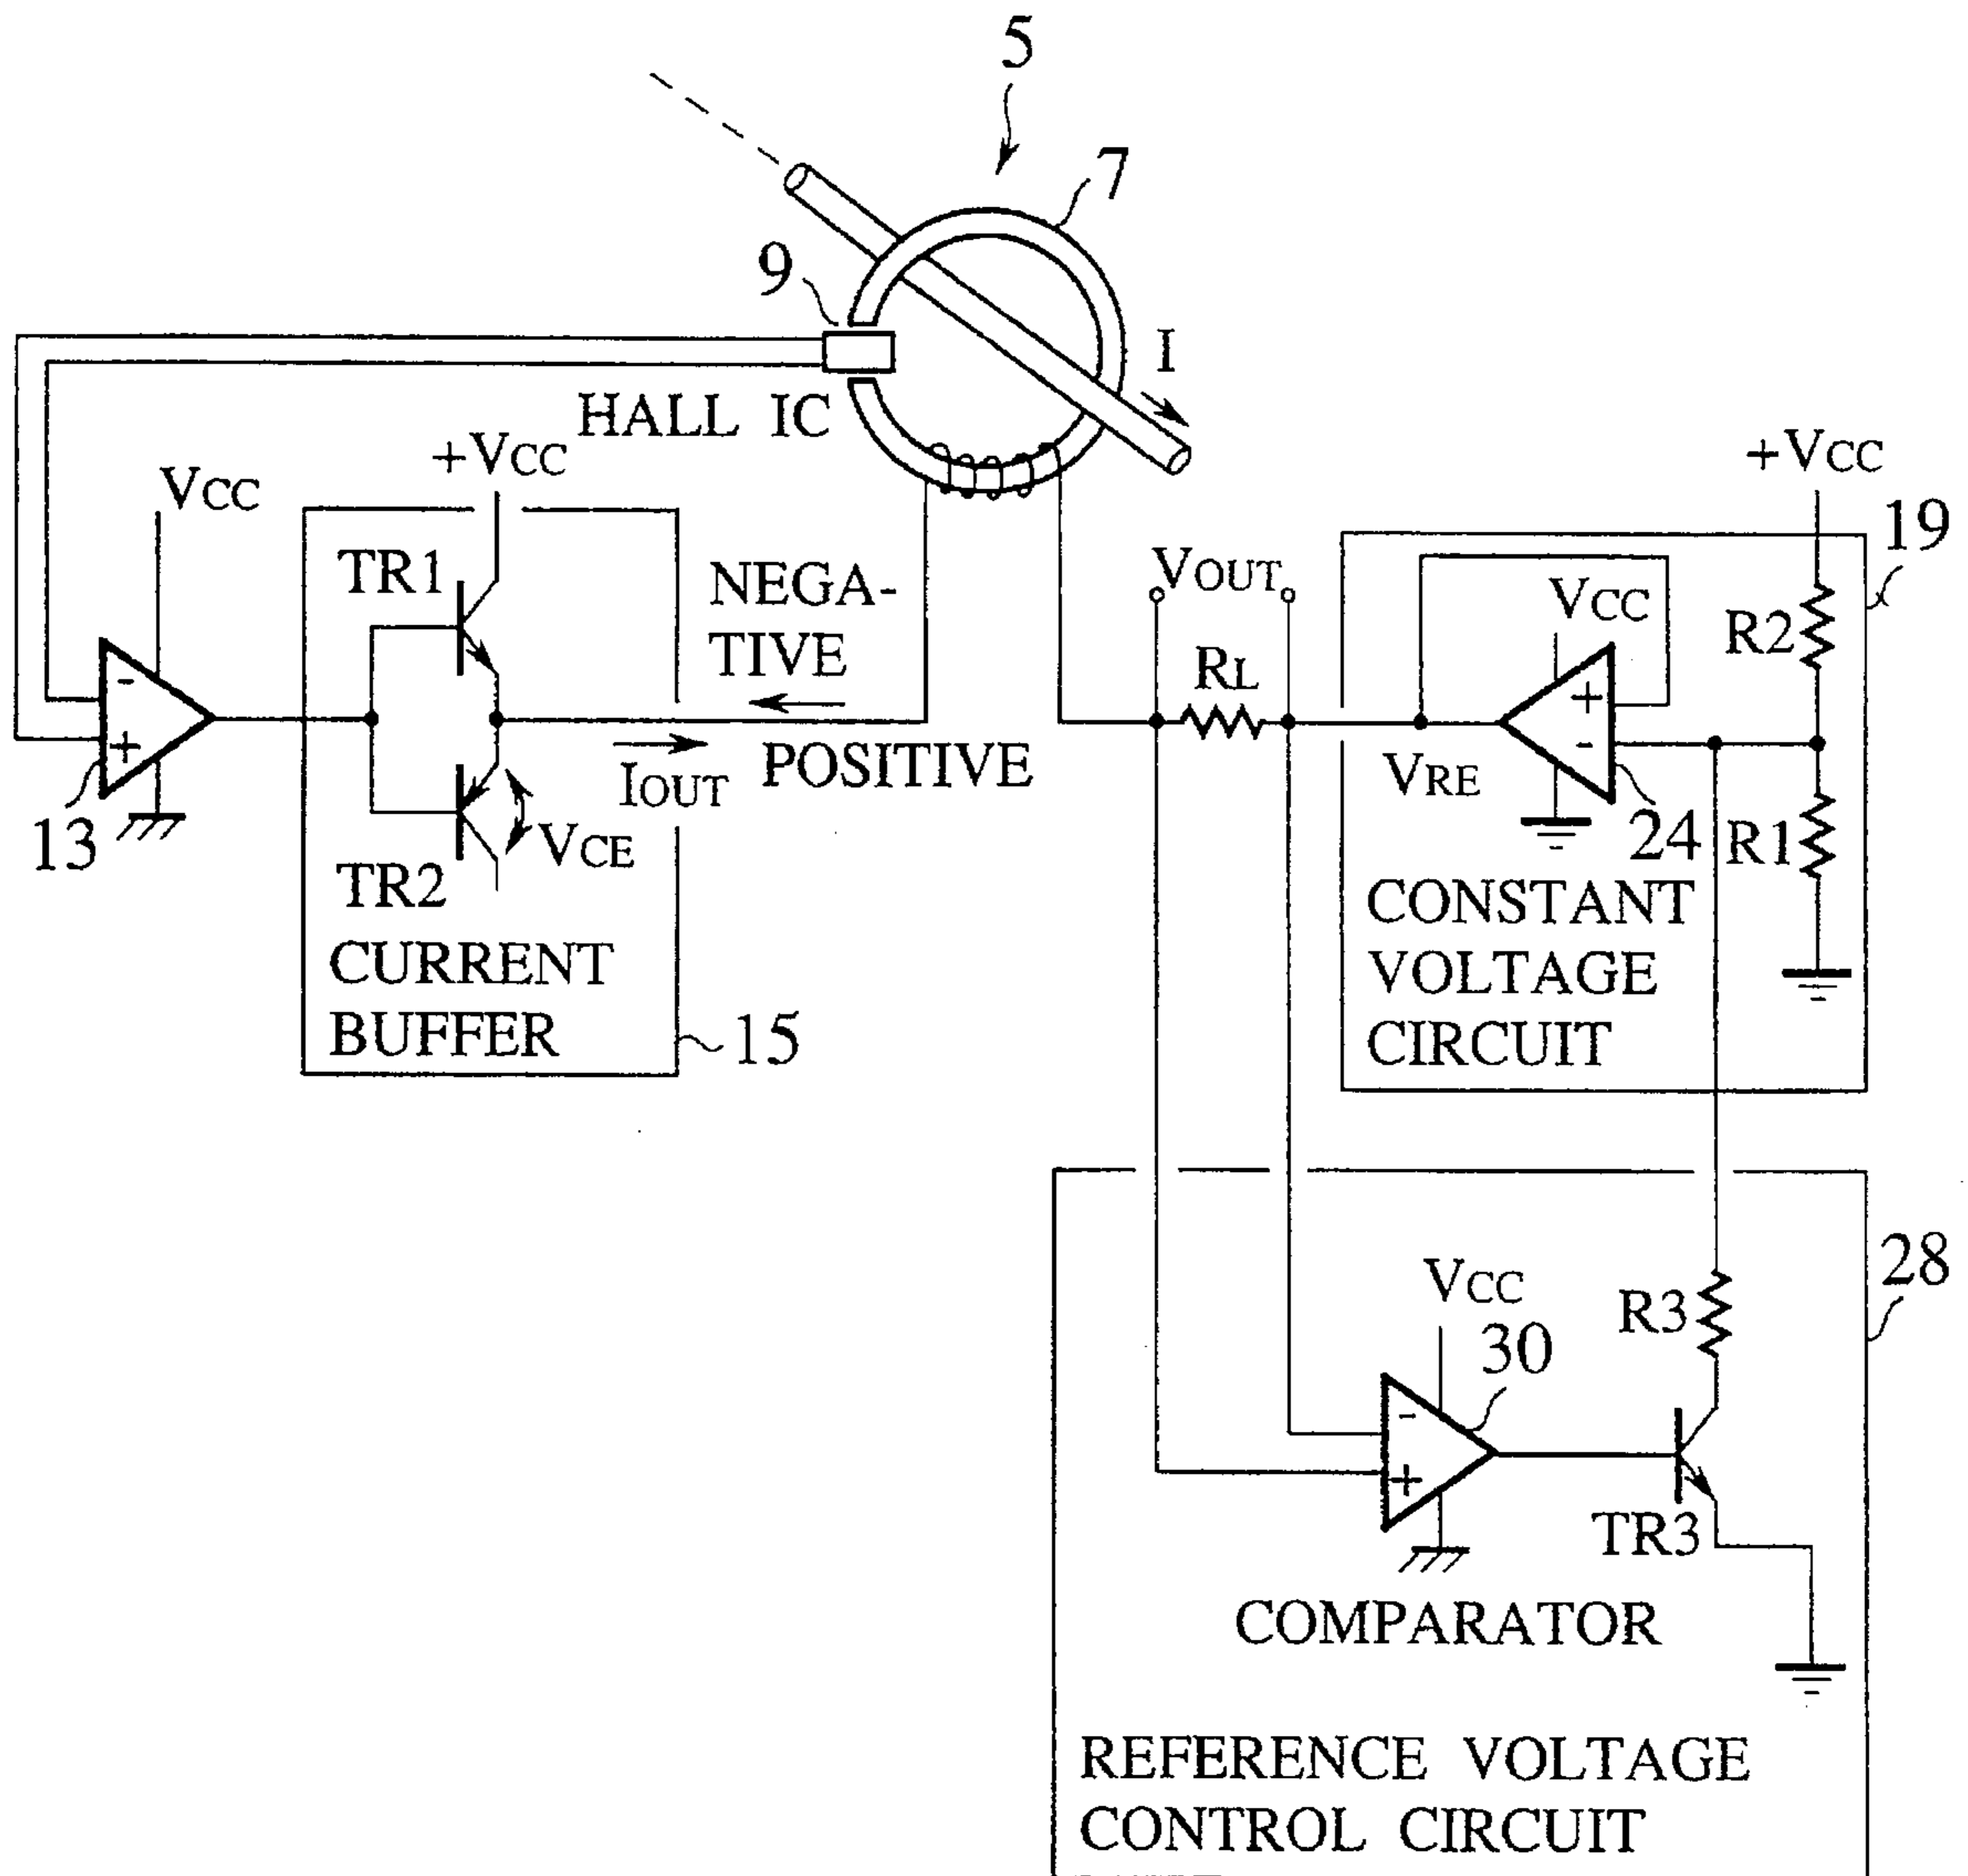 5
7
9
I
HALL IC
+VCC
VCC
+VCC
19
TR1
NEGA-
TIVE
VOUT
VCC
R2
RL
-
+
+
-
IOUT
POSITIVE
VRE
13
VCE
24
R1
TR2
CURRENT
BUFFER
15
CONSTANT
VOLTAGE
CIRCUIT
28
VCC
R3
30
-
+
TR3
COMPARATOR
REFERENCE VOLTAGE
CONTROL CIRCUIT